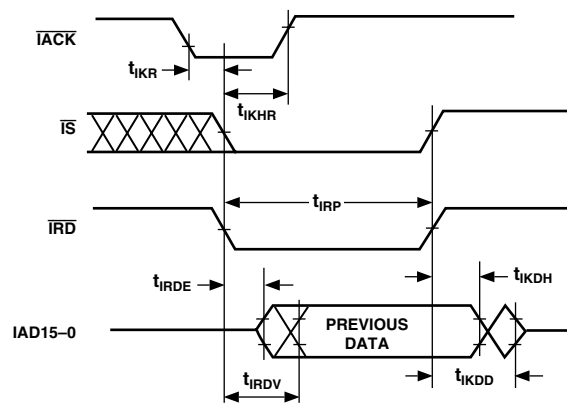 IACK
tIKR
tIKHR
IS
tIRP
IRD
tIRDE
tIKDH
IAD15–0
PREVIOUS
DATA
tIRDV
tIKDD